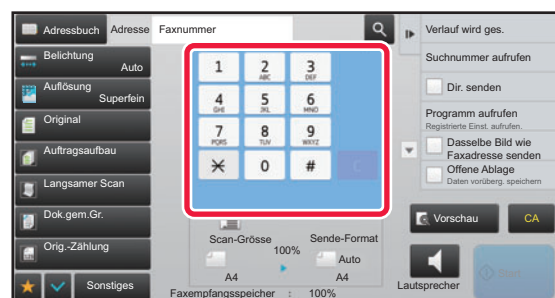 Adressbuch
Adresse
Faxnummer
Belichtung
Auto
Auflösung
Superfein
Original
Auftragsaufbau
Langsamer Scan
Dok.gem.Gr.
Orig.-Zählung
Sonstiges
1
2
ABC
3
DEF
4
GHI
5
JKL
6
MNO
7
PQRS
8
TUV
9
WXYZ
0
#
C
Scan-Grösse
100%
Sende-Format
Auto
A4
A4
Faxempfangsspeicher : 100%
Verlauf wird ges.
Suchnummer aufrufen
Dir. senden
Programm aufrufen
Registrierte Einst. aufrufen.
Dasselbe Bild wie
Faxadresse senden
Offene Ablage
Daten vorüberg. speichern
Vorschau
CA
Lautsprecher
Start